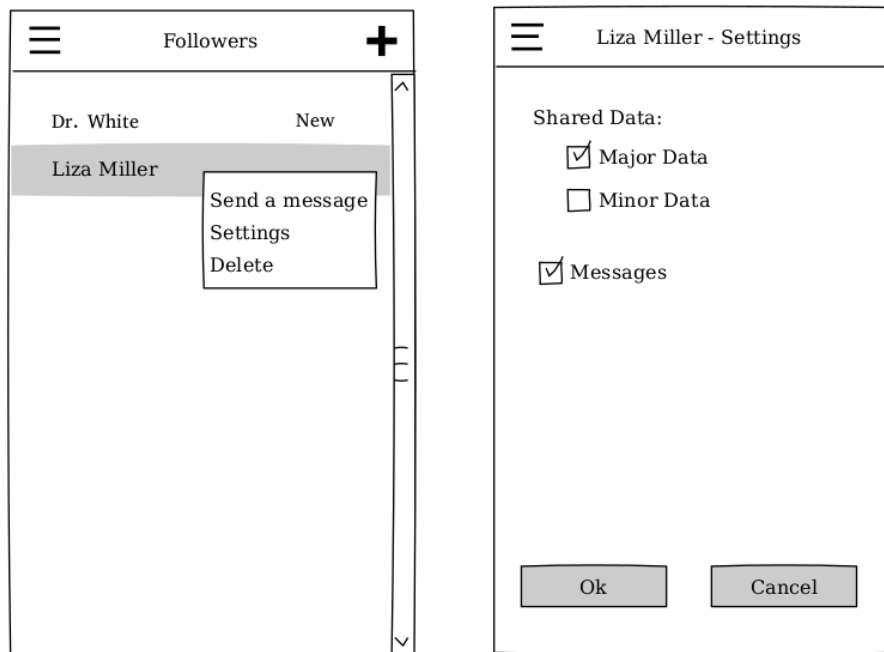 Followers
Dr. White New
Liza Miller
Send a message
Settings
Delete
Liza Miller - Settings
Shared Data:
Major Data
Minor Data
Messages
Ok Cancel